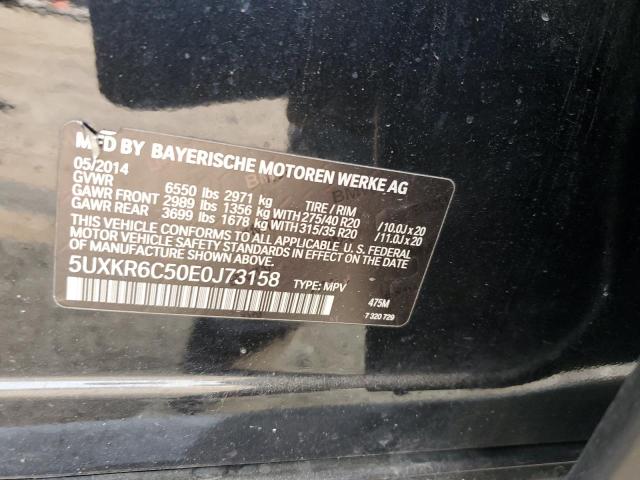 MFD BY BAYERISCHE MOTOREN WERKE AG
05/2014
GVWR 6550 lbs 2971 kg TIRE / RIM
GAWR FRONT 2989 lbs 1356 kg WITH 275/40 R20 /10.0J x 20
GAWR REAR 3699 lbs 1678 kg WITH 315/35 R20 /11.0J x 20
THIS VEHICLE CONFORMS TO ALL APPLICABLE U.S. FEDERAL
MOTOR VEHICLE SAFETY STANDARDS IN EFFECT ON THE DATE
OF MANUFACTURE SHOWN ABOVE.
5UXKR6C50E0J73158 TYPE: MPV
475M
7 320 729